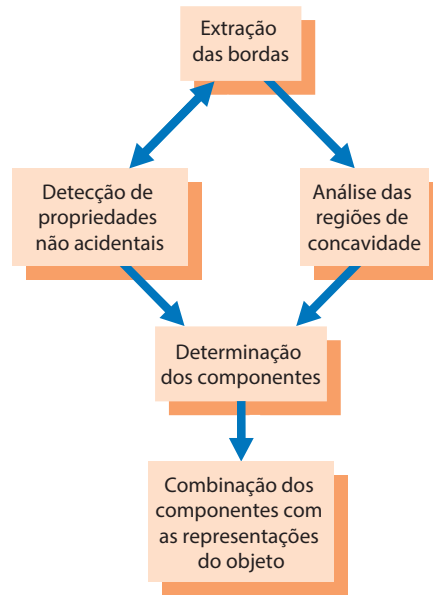 Extração
das bordas
Detecção de
propriedades
não acidentais
Análise das
regiões de
concavidade
Determinação
dos componentes
Combinação dos
componentes com
as representações
do objeto